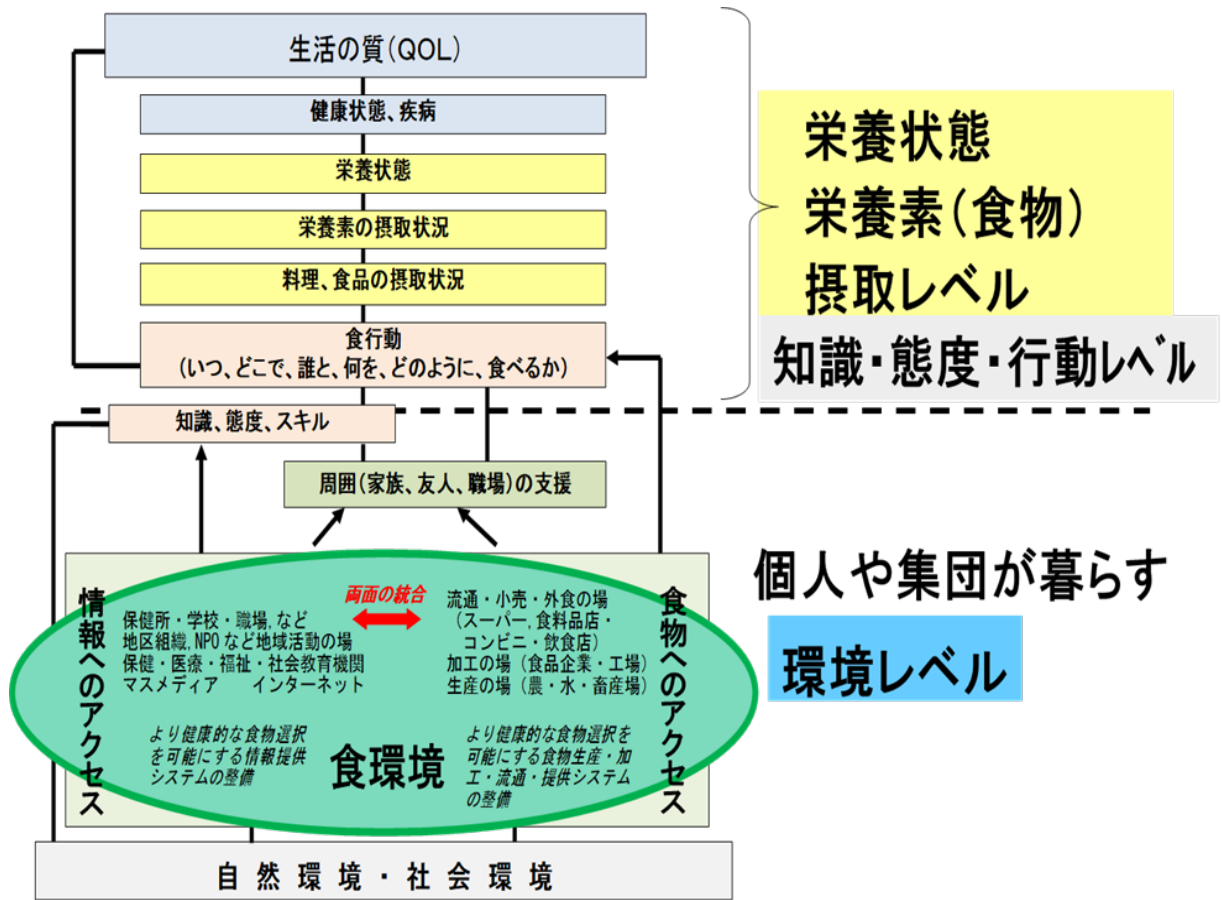 生活の質(QOL)
健康状態、疾病
栄養状態
栄養素の摂取状況
料理、食品の摂取状況
食行動
(いつ、どこで、誰と、何を、どのように、食べるか)
知識、態度、スキル
周囲(家族、友人、職場)の支援
栄養状態
栄養素(食物)
摂取レベル
知識・態度・行動レベル
個人や集団が暮らす
環境レベル
情報へのアクセス
保健所・学校・職場,など
地区組織,NPOなど地域活動の場
保健・医療・福祉・社会教育機関
マスメディア　　インターネット
両面の統合
流通・小売・外食の場
(スーパー,食料品店・
コンビニ・飲食店)
加工の場(食品企業・工場)
生産の場(農・水・畜産場)
食物へのアクセス
より健康的な食物選択
を可能にする情報提供
システムの整備
食環境
より健康的な食物選択を
可能にする食物生産・加
工・流通・提供システム
の整備
自然環境・社会環境